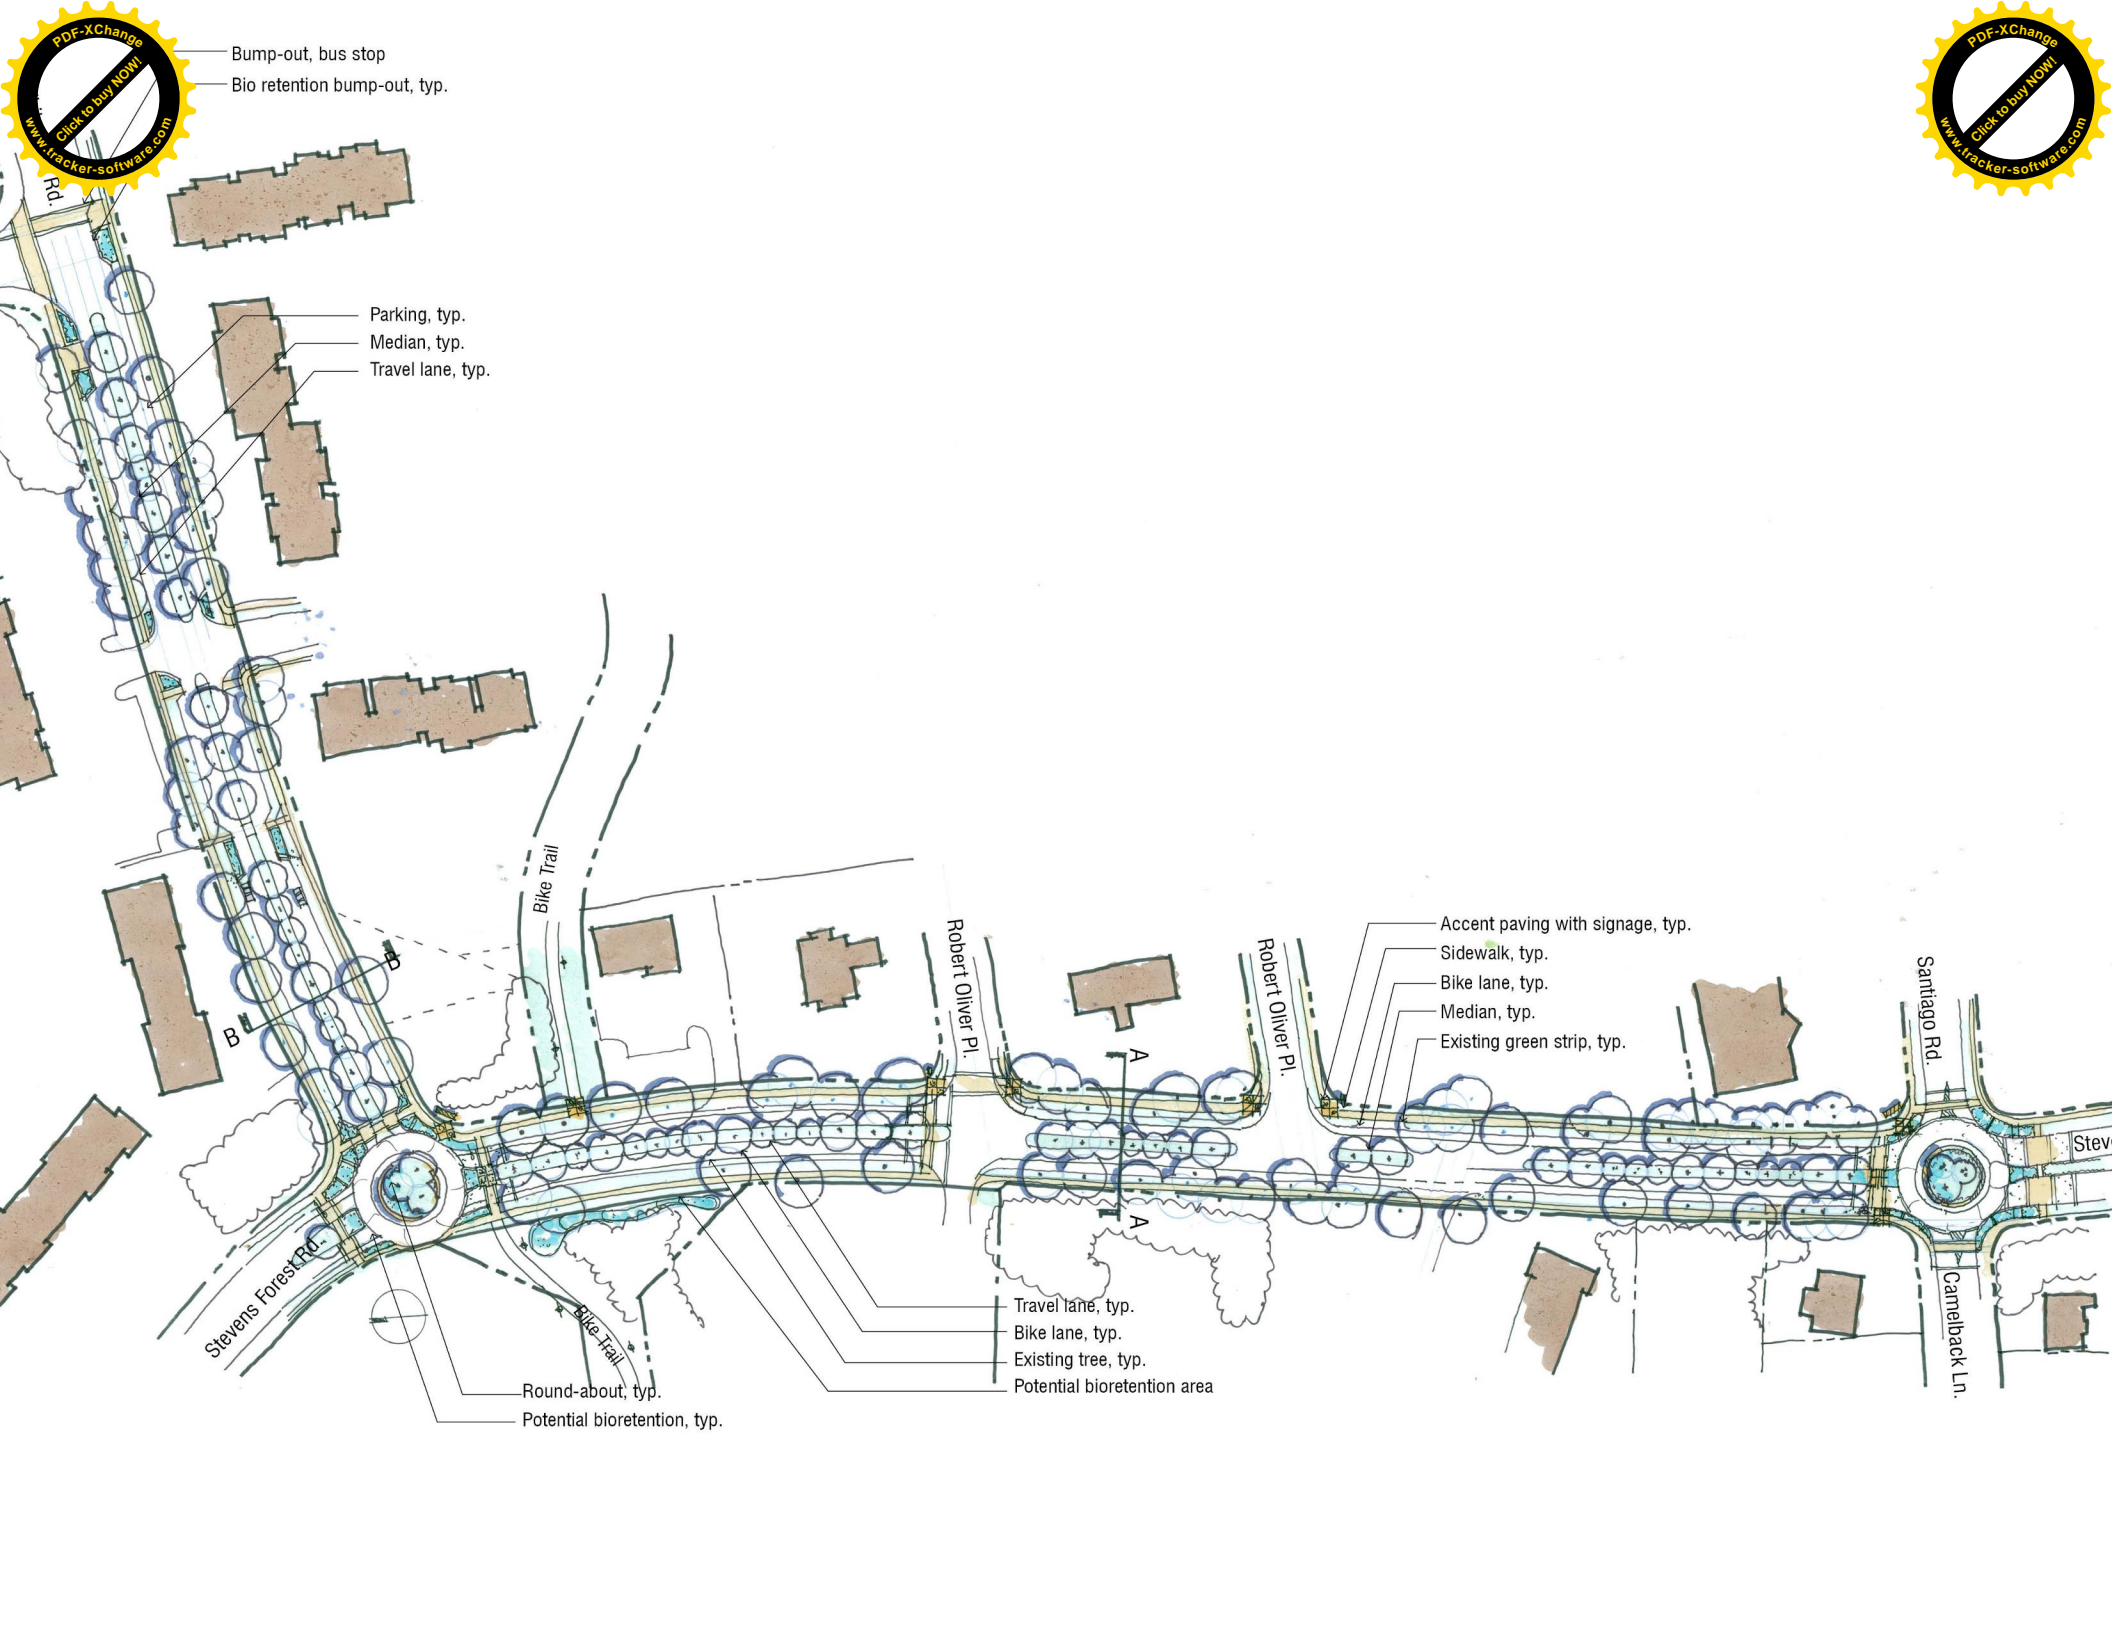 PDF-XChange
Click to buy NOW!
www.tracker-software.com
PDF-XChange
Click to buy NOW!
www.tracker-software.com
Bump-out, bus stop
Bio retention bump-out, typ.
Rd.
Parking, typ.
Median, typ.
Travel lane, typ.
Bike Trail
Robert Oliver Pl.
Robert Oliver Pl.
Accent paving with signage, typ.
Sidewalk, typ.
Bike lane, typ.
Median, typ.
Existing green strip, typ.
Santiago Rd.
B
B
A
A
Stev
Stevens Forest Rd.
Bike Trail
Camelback Ln.
Travel lane, typ.
Bike lane, typ.
Existing tree, typ.
Potential bioretention area
Round-about, typ.
Potential bioretention, typ.